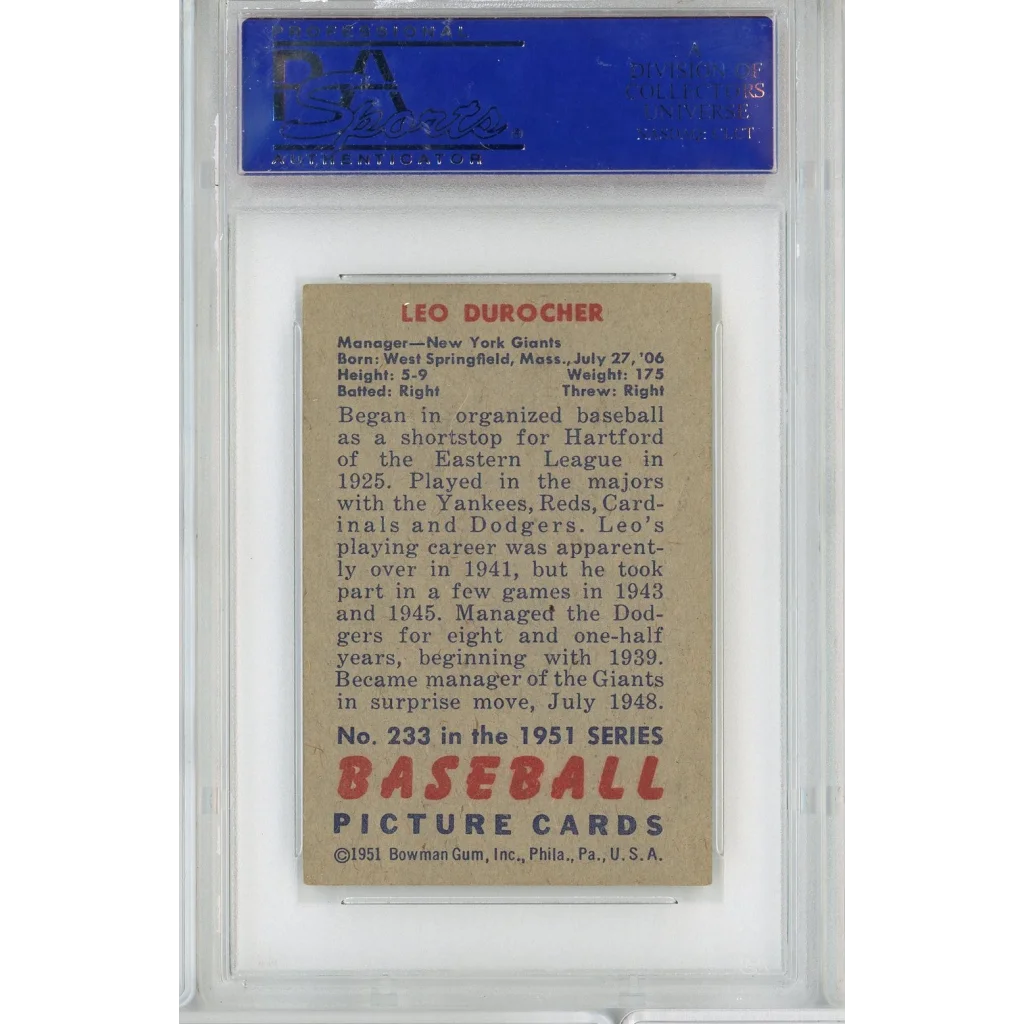 PROFESSIONAL
PSA
Sports
AUTHENTICATOR
A
DIVISION OF
COLLECTORS
UNIVERSE
NASDAQ: CLCT
LEO DUROCHER
Manager—New York Giants
Born: West Springfield, Mass., July 27, '06
Height: 5-9 Weight: 175
Batted: Right Threw: Right
Began in organized baseball
as a shortstop for Hartford
of the Eastern League in
1925. Played in the majors
with the Yankees, Reds, Card-
inals and Dodgers. Leo's
playing career was apparent-
ly over in 1941, but he took
part in a few games in 1943
and 1945. Managed the Dod-
gers for eight and one-half
years, beginning with 1939.
Became manager of the Giants
in surprise move, July 1948.
No. 233 in the 1951 SERIES
BASEBALL
PICTURE CARDS
©1951 Bowman Gum, Inc., Phila., Pa., U.S.A.